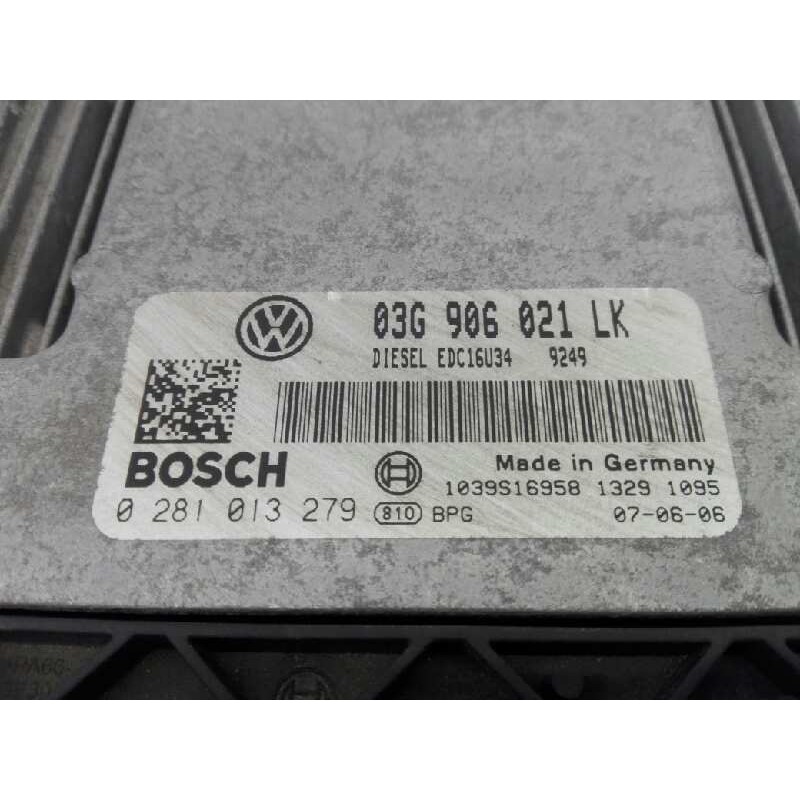 03G 906 021 LK
DIESEL EDC16U34 9249
BOSCH
Made in Germany
1039S16958 1329 1095
0 281 013 279 810 BPG 07-06-06